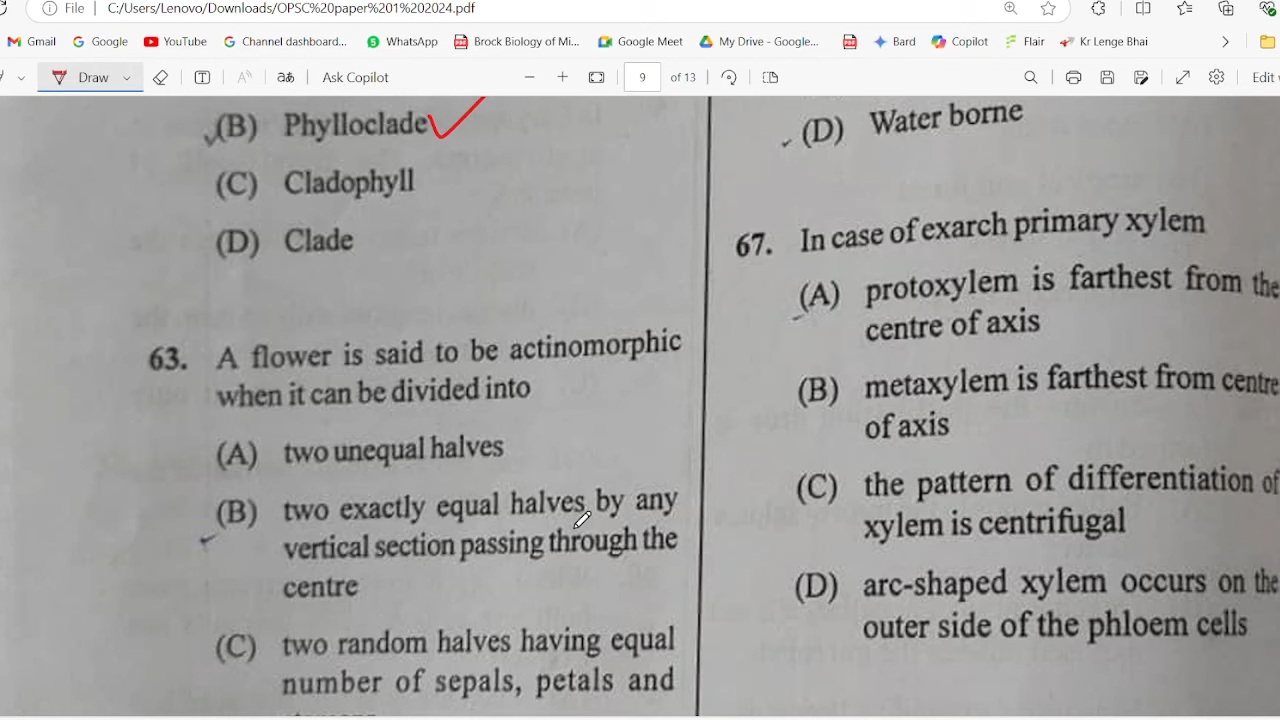 File
C:/Users/Lenovo/Downloads/OPSC%20paper%201%202024.pdf
Gmail
Google
YouTube
Channel dashboard...
WhatsApp
Brock Biology of Mi...
Google Meet
My Drive - Google...
Bard
Copilot
Flair
Kr Lenge Bhai
Draw
Ask Copilot
9
of 13
Edit
(B) Phylloclade
(C) Cladophyll
(D) Clade
63. A flower is said to be actinomorphic
when it can be divided into
(A) two unequal halves
(B) two exactly equal halves by any
vertical section passing through the
centre
(C) two random halves having equal
number of sepals, petals and
(D) Water borne
67. In case of exarch primary xylem
(A) protoxylem is farthest from the
centre of axis
(B) metaxylem is farthest from centre
of axis
(C) the pattern of differentiation of
xylem is centrifugal
(D) arc-shaped xylem occurs on the
outer side of the phloem cells